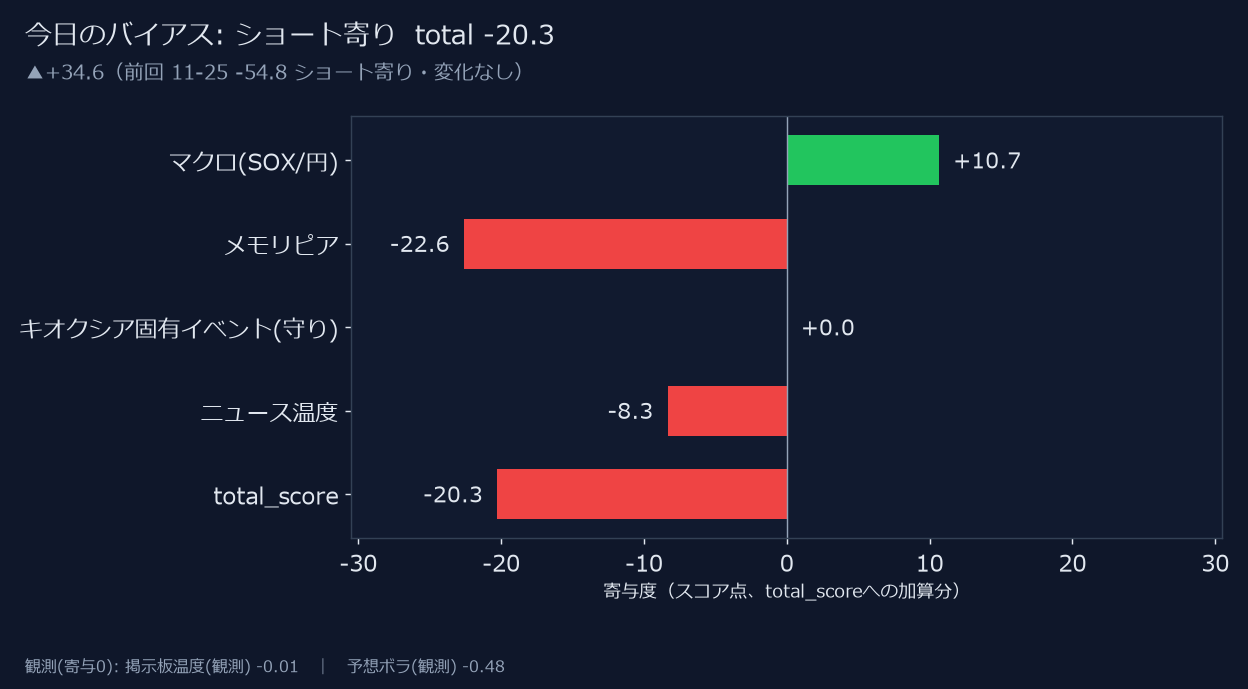 今日のバイアス: ショート寄り  total -20.3
▲+34.6（前回 11-25 -54.8 ショート寄り・変化なし）
マクロ(SOX/円)
+10.7
メモリピア
-22.6
キオクシア固有イベント(守り)
+0.0
ニュース温度
-8.3
total_score
-20.3
-30 -20 -10 0 10 20 30
寄与度（スコア点、total_scoreへの加算分）
観測(寄与0): 掲示板温度(観測) -0.01 ｜ 予想ボラ(観測) -0.48